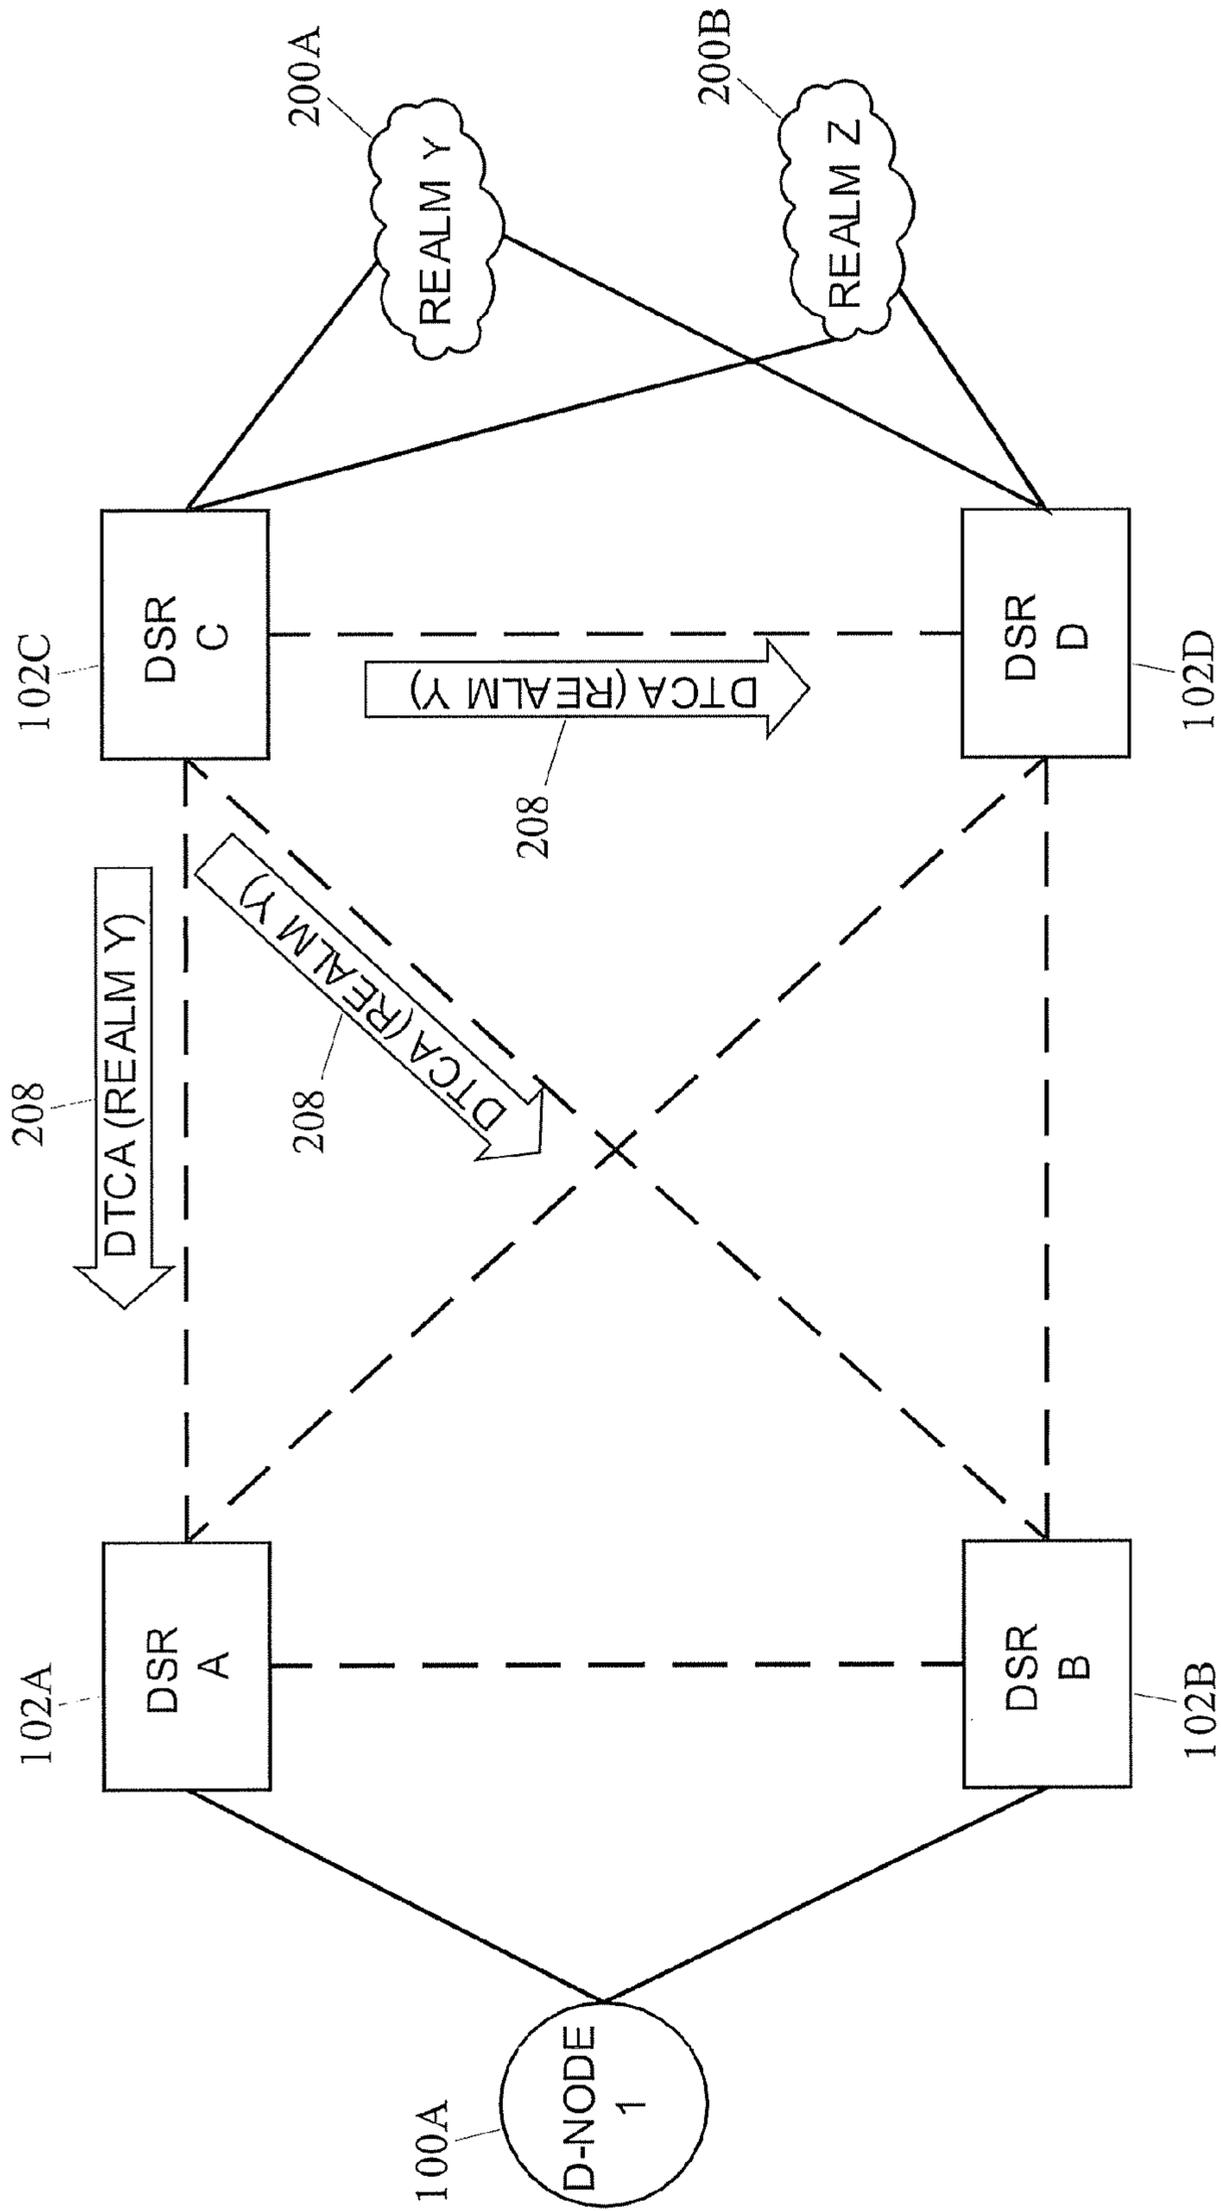 208
102A
DSR
A
DTCA (REALM Y)
102C
DSR
C
208
DTCA (REALM Y)
200A
REALM Y
100A
D-NODE
1
208
DTCA (REALM Y)
200B
REALM Z
DSR
B
102B
DSR
D
102D